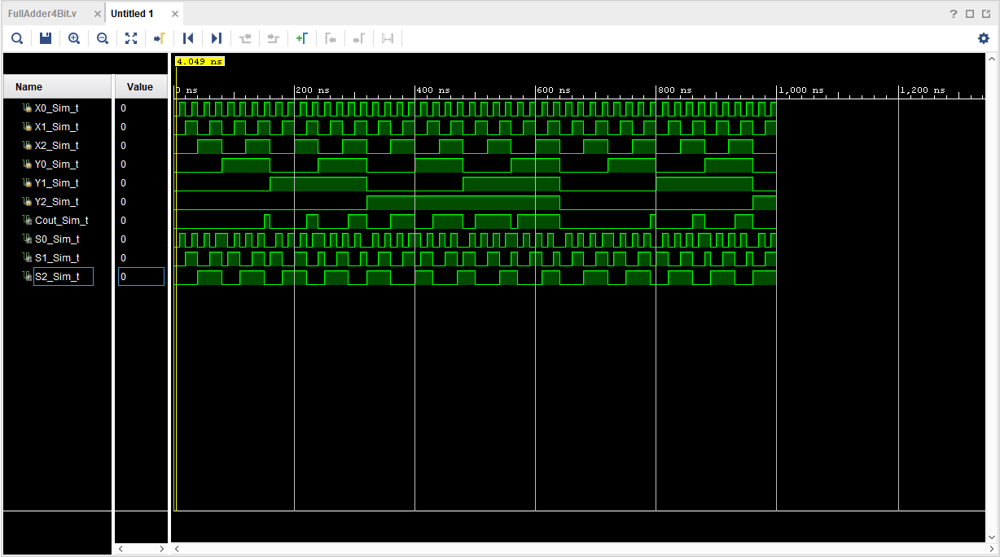 FullAdder4Bit.v Untitled 1
4.049 ns
Name Value
0 ns 200 ns 400 ns 600 ns 800 ns 1,000 ns 1,200 ns
X0_Sim_t 0
X1_Sim_t 0
X2_Sim_t 0
Y0_Sim_t 0
Y1_Sim_t 0
Y2_Sim_t 0
Cout_Sim_t 0
S0_Sim_t 0
S1_Sim_t 0
S2_Sim_t 0